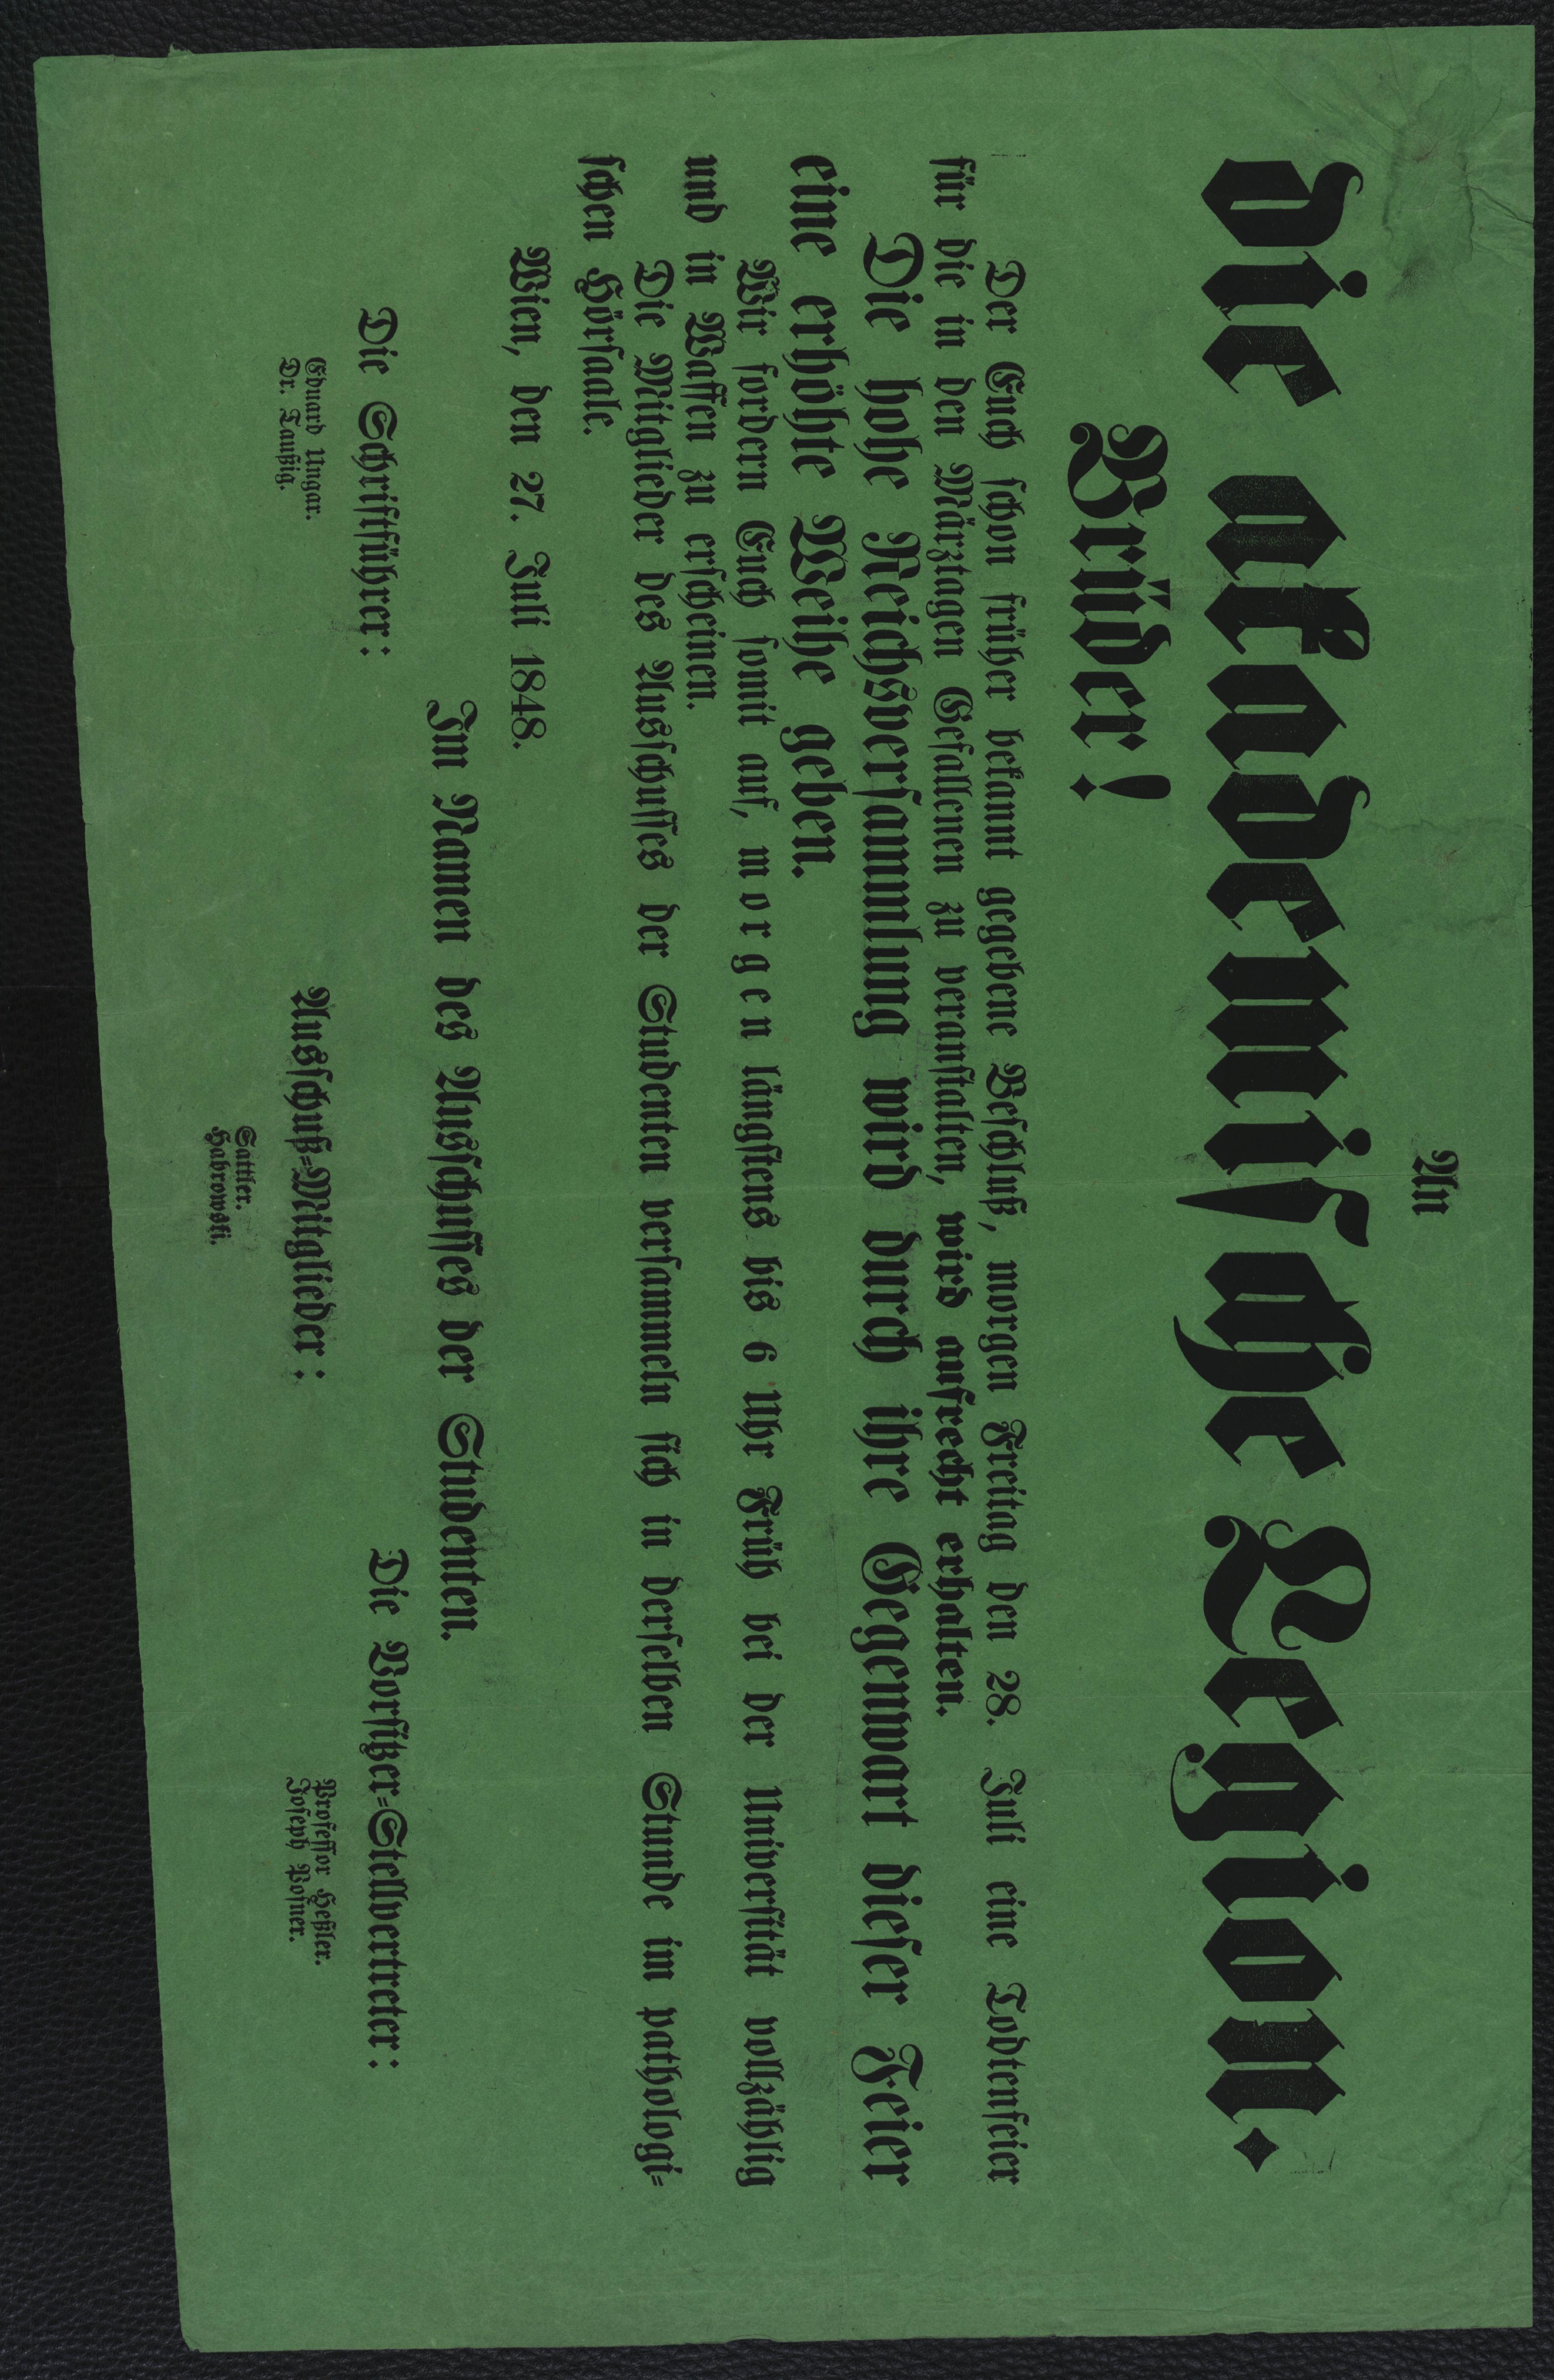 An
die akademische Legion.
Brüder!
Der Euch schon früher bekannt gegebene Beschluß, morgen Freitag den 28. Juli eine Todtenfeier
für die in den Märztagen Gefallenen zu veranstalten, wird aufrecht erhalten.
Die hohe Reichsversammlung wird durch ihre Gegenwart dieser Feier
eine erhöhte Weihe geben.
Wir fordern Euch somit auf, morgen längstens bis 6 Uhr Früh bei der Universität vollzählig
und in Waffen zu erscheinen.
Die Mitglieder des Ausschusses der Studenten versammeln sich in derselben Stunde im pathologi-
schen Hörsaale.
Wien, den 27. Juli 1848.
Im Namen des Ausschusses der Studenten.
Die Schriftführer:
Eduard Ungar.
Dr. Taußig.
Ausschuß-Mitglieder:
Sattler.
Habrowski.
Die Vorsitzer-Stellvertreter:
Professor Heßler.
Joseph Posner.